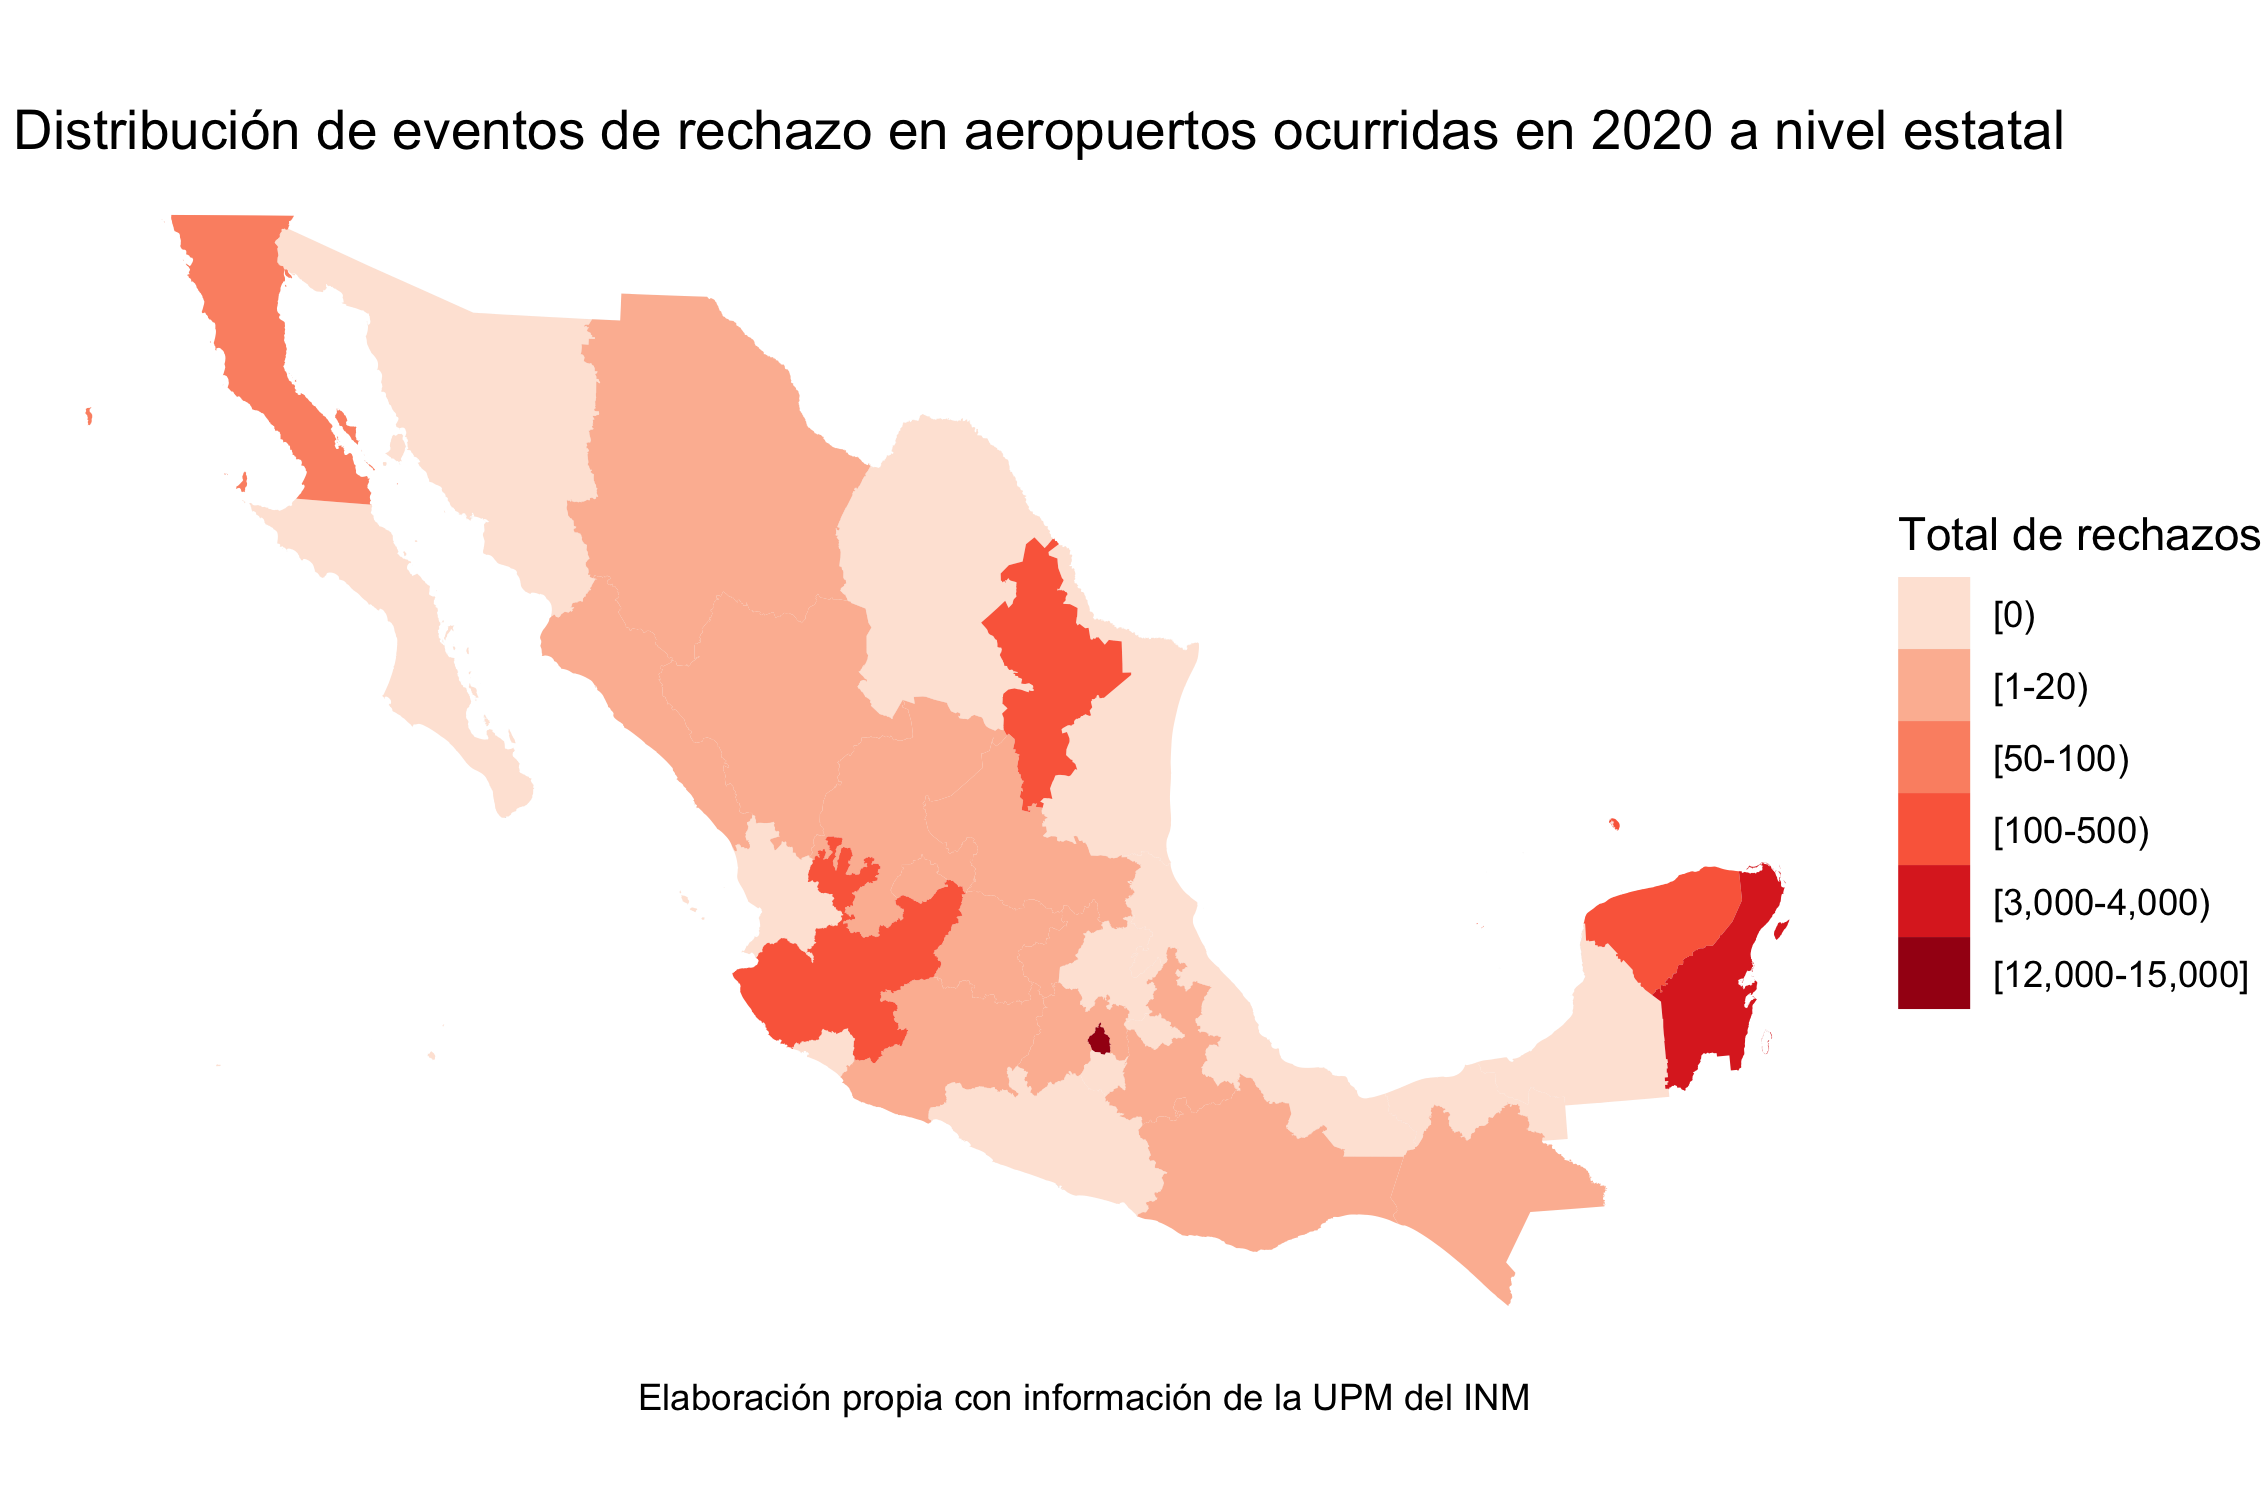 Distribución de eventos de rechazo en aeropuertos ocurridas en 2020 a nivel estatal
Total de rechazos
[0)
[1-20)
[50-100)
[100-500)
[3,000-4,000)
[12,000-15,000]
Elaboración propia con información de la UPM del INM